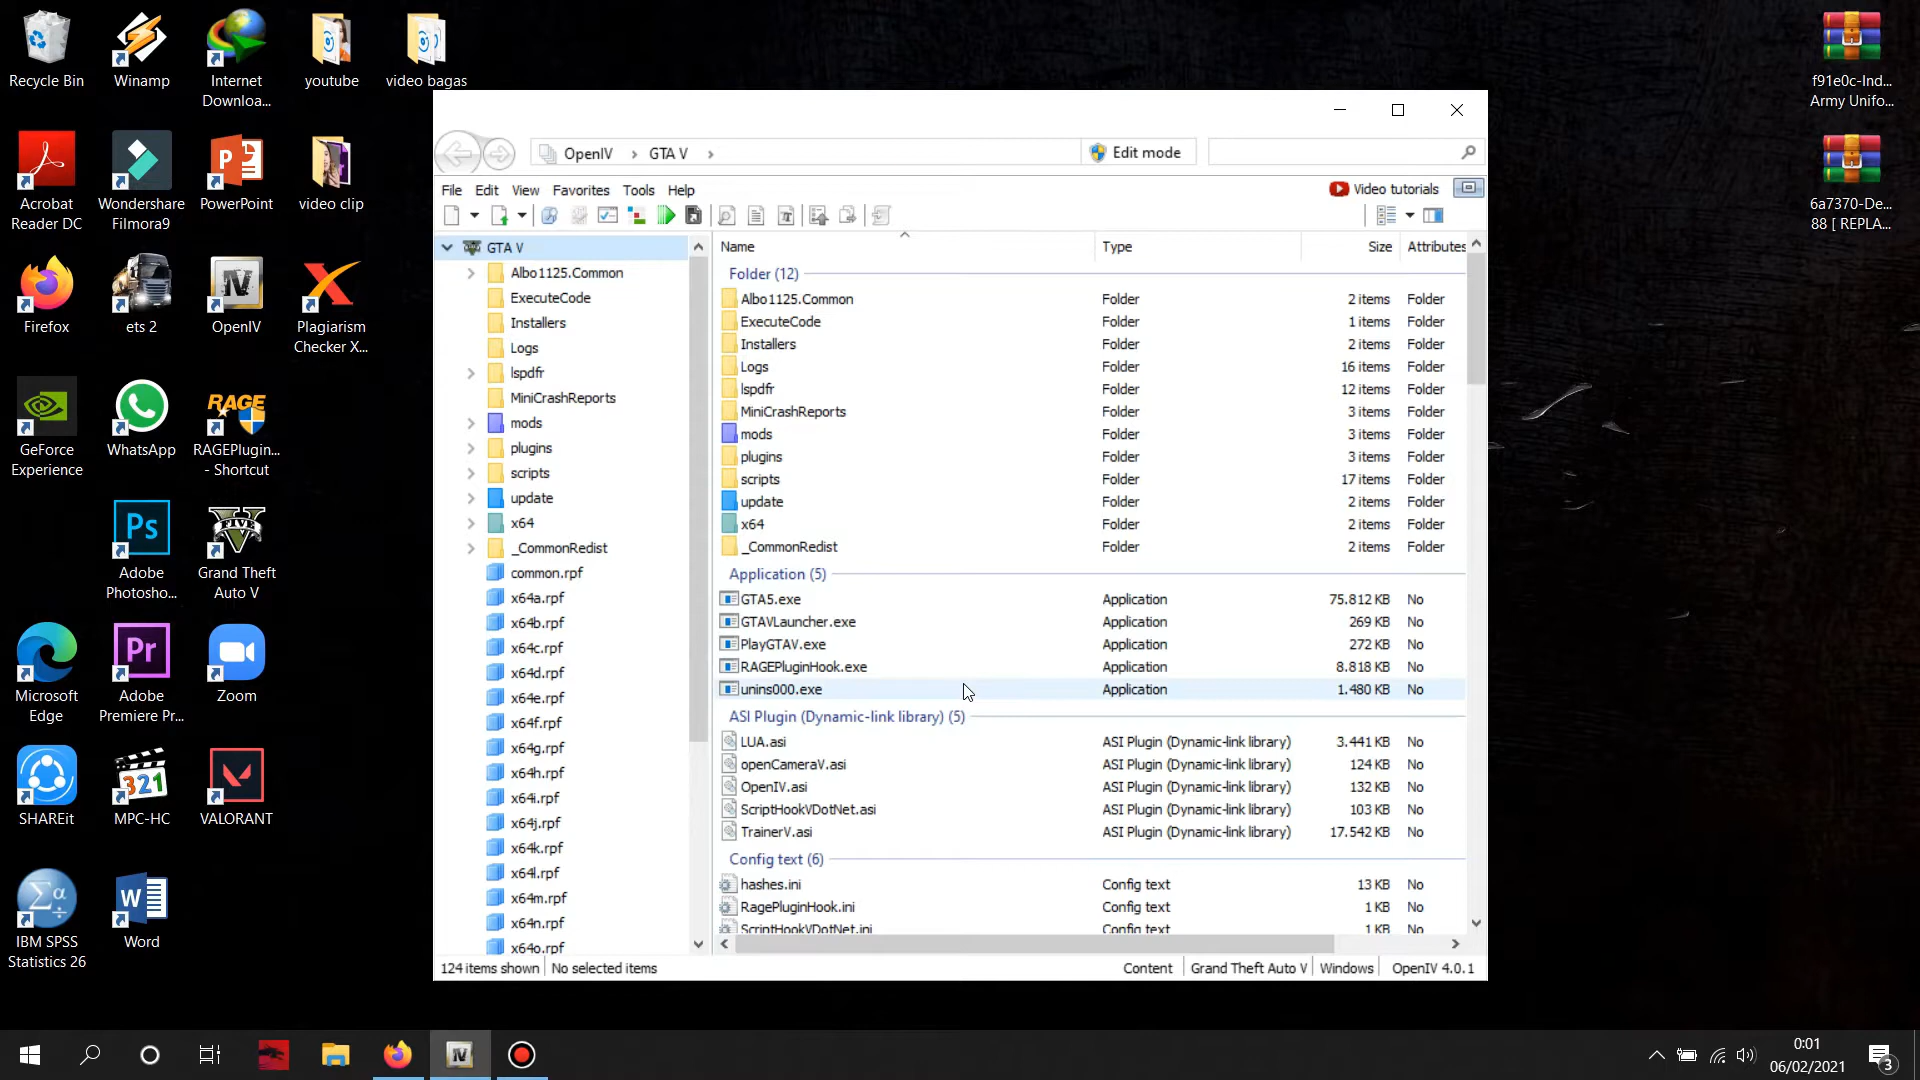 Recycle Bin
Winamp
Internet
Downloa...
youtube
video bagas
Acrobat
Reader DC
Wondershare
Filmora9
PowerPoint
video clip
Firefox
ets 2
OpenIV
Plagiarism
Checker X...
GeForce
Experience
WhatsApp
RAGE
RAGEPlugin...
- Shortcut
Ps
Adobe
Photosho...
FIVE
Grand Theft
Auto V
Microsoft
Edge
Pr
Adobe
Premiere Pr...
Zoom
SHAREit
321
MPC-HC
VALORANT
IBM SPSS
Statistics 26
Word
f91e0c-Ind...
Army Unifo...
6a7370-De...
88 [ REPLA...
OpenIV
GTA V
Edit mode
File
Edit
View
Favorites
Tools
Help
Video tutorials
GTA V
Albo1125.Common
ExecuteCode
Installers
Logs
lspdfr
MiniCrashReports
mods
plugins
scripts
update
x64
_CommonRedist
common.rpf
x64a.rpf
x64b.rpf
x64c.rpf
x64d.rpf
x64e.rpf
x64f.rpf
x64g.rpf
x64h.rpf
x64i.rpf
x64j.rpf
x64k.rpf
x64l.rpf
x64m.rpf
x64n.rpf
x64o.rpf
Name Type Size Attributes
Folder (12)
Albo1125.Common Folder 2 items Folder
ExecuteCode Folder 1 items Folder
Installers Folder 2 items Folder
Logs Folder 16 items Folder
lspdfr Folder 12 items Folder
MiniCrashReports Folder 3 items Folder
mods Folder 3 items Folder
plugins Folder 3 items Folder
scripts Folder 17 items Folder
update Folder 2 items Folder
x64 Folder 2 items Folder
_CommonRedist Folder 2 items Folder
Application (5)
GTA5.exe Application 75.812 KB No
GTAVLauncher.exe Application 269 KB No
PlayGTAV.exe Application 272 KB No
RAGEPluginHook.exe Application 8.818 KB No
unins000.exe Application 1.480 KB No
ASI Plugin (Dynamic-link library) (5)
LUA.asi ASI Plugin (Dynamic-link library) 3.441 KB No
openCameraV.asi ASI Plugin (Dynamic-link library) 124 KB No
OpenIV.asi ASI Plugin (Dynamic-link library) 132 KB No
ScriptHookVDotNet.asi ASI Plugin (Dynamic-link library) 103 KB No
TrainerV.asi ASI Plugin (Dynamic-link library) 17.542 KB No
Config text (6)
hashes.ini Config text 13 KB No
RagePluginHook.ini Config text 1 KB No
ScriptHookVDotNet.ini Config text 1 KB No
124 items shown
No selected items
Content
Grand Theft Auto V
Windows
OpenIV 4.0.1
0:01
06/02/2021
3